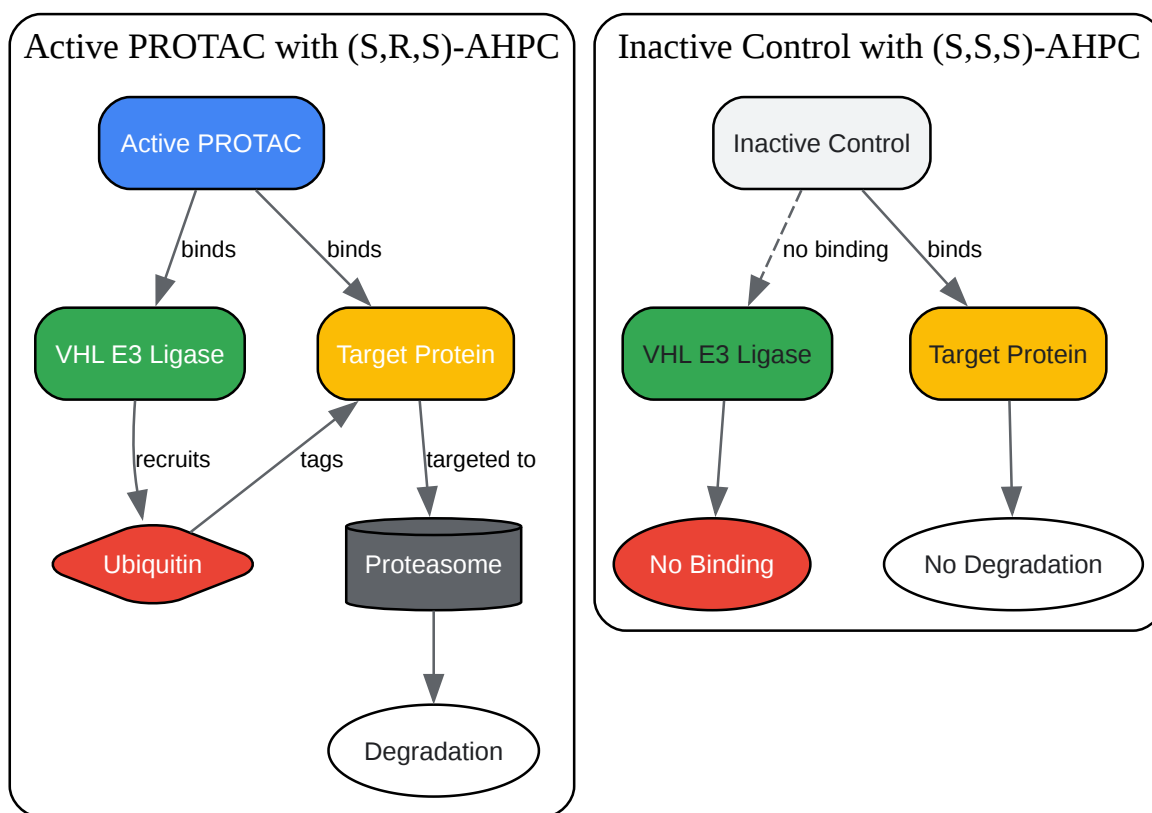 Active PROTAC with (S,R,S)-AHPC
Active PROTAC
binds
binds
VHL E3 Ligase
Target Protein
recruits
tags
targeted to
Ubiquitin
Proteasome
Degradation
Inactive Control with (S,S,S)-AHPC
Inactive Control
no binding
binds
VHL E3 Ligase
Target Protein
No Binding
No Degradation